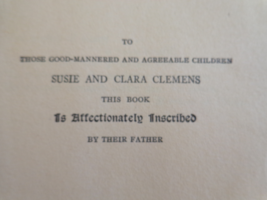 TO
THOSE GOOD-MANNERED AND AGREEABLE CHILDREN
SUSIE AND CLARA CLEMENS
THIS BOOK
Is Affectionately Inscribed
BY THEIR FATHER